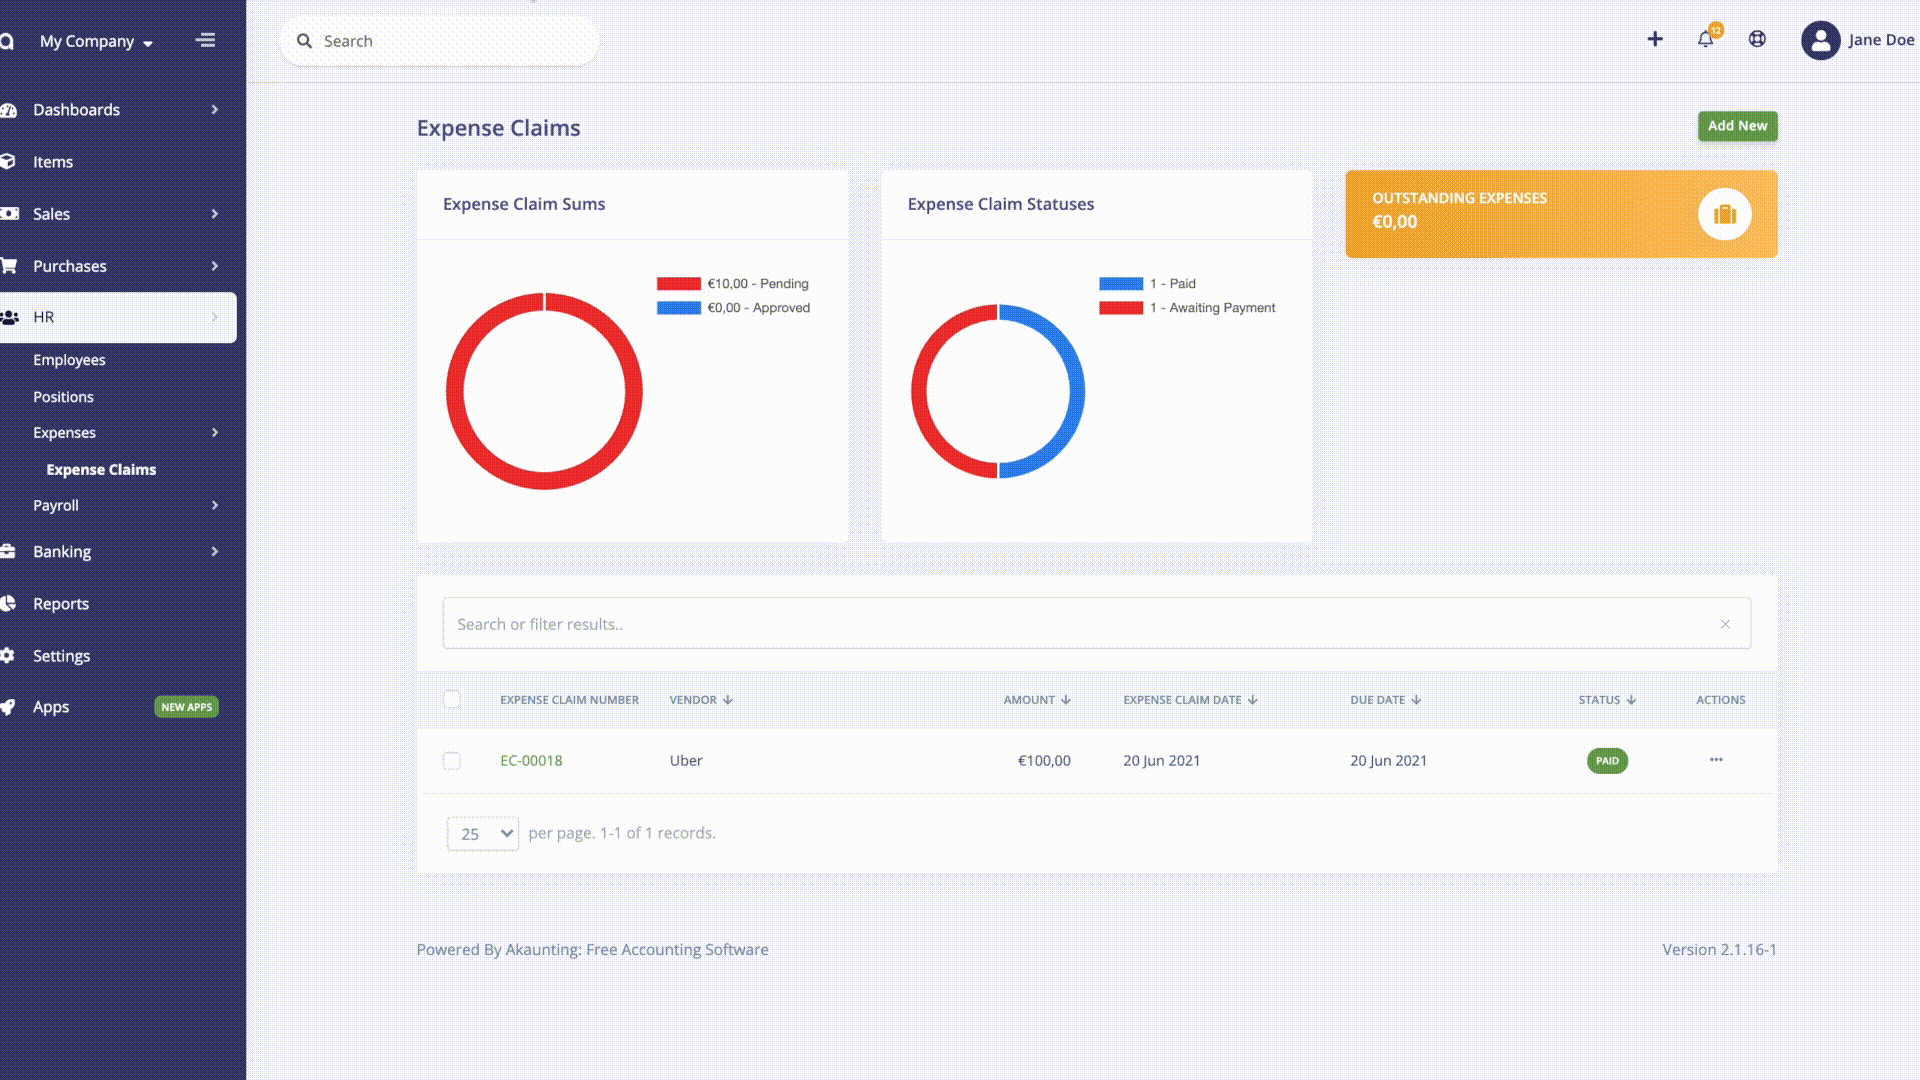 My Company
Search
12
Jane Doe
Dashboards
Items
Sales
Purchases
HR
Employees
Positions
Expenses
Expense Claims
Payroll
Banking
Reports
Settings
Apps
NEW APPS
Expense Claims
Add New
Expense Claim Sums
€10,00 - Pending
€0,00 - Approved
Expense Claim Statuses
1 - Paid
1 - Awaiting Payment
OUTSTANDING EXPENSES
€0,00
Search or filter results..
EXPENSE CLAIM NUMBER VENDOR AMOUNT EXPENSE CLAIM DATE DUE DATE STATUS ACTIONS
EC-00018 Uber €100,00 20 Jun 2021 20 Jun 2021 PAID
25 per page. 1-1 of 1 records.
Powered By Akaunting: Free Accounting Software
Version 2.1.16-1